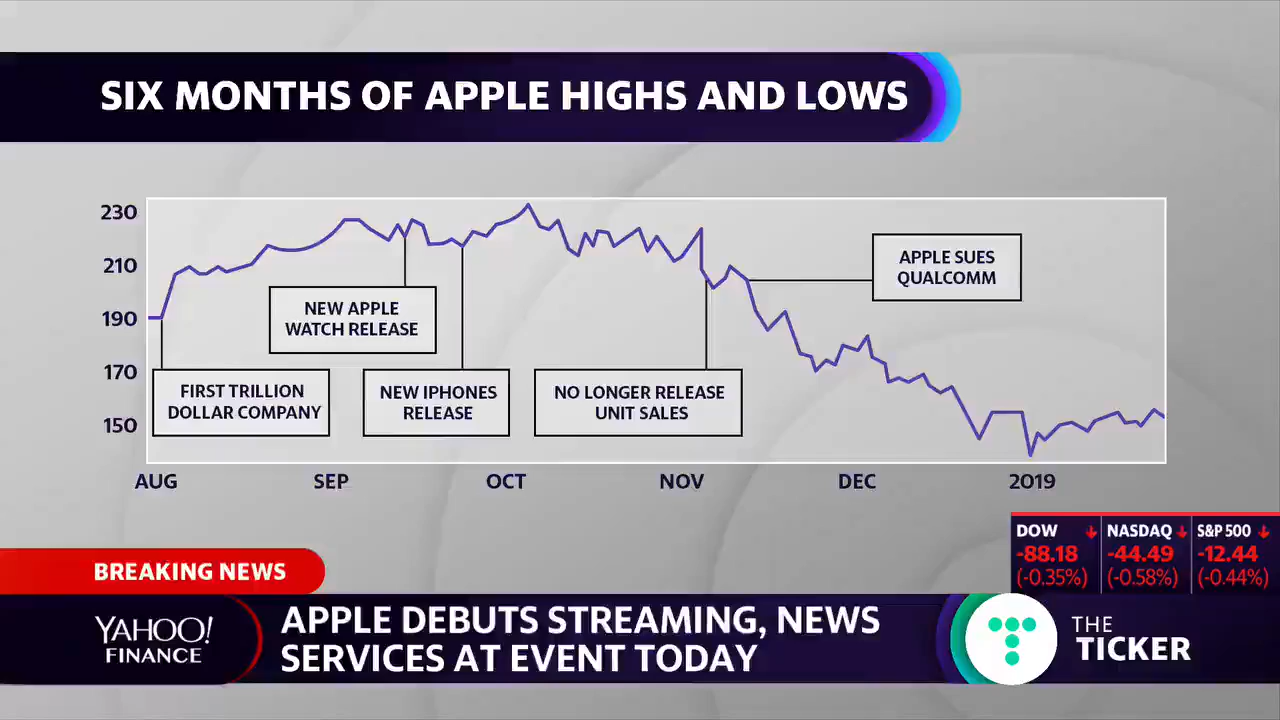 SIX MONTHS OF APPLE HIGHS AND LOWS
230
210
190
170
150
NEW APPLE
WATCH RELEASE
FIRST TRILLION
DOLLAR COMPANY
NEW IPHONES
RELEASE
NO LONGER RELEASE
UNIT SALES
APPLE SUES
QUALCOMM
AUG SEP OCT NOV DEC 2019
DOW NASDAQ S&P 500
-88.18 -44.49 -12.44
(-0.35%) (-0.58%) (-0.44%)
BREAKING NEWS
YAHOO!
FINANCE
APPLE DEBUTS STREAMING, NEWS
SERVICES AT EVENT TODAY
THE
TICKER